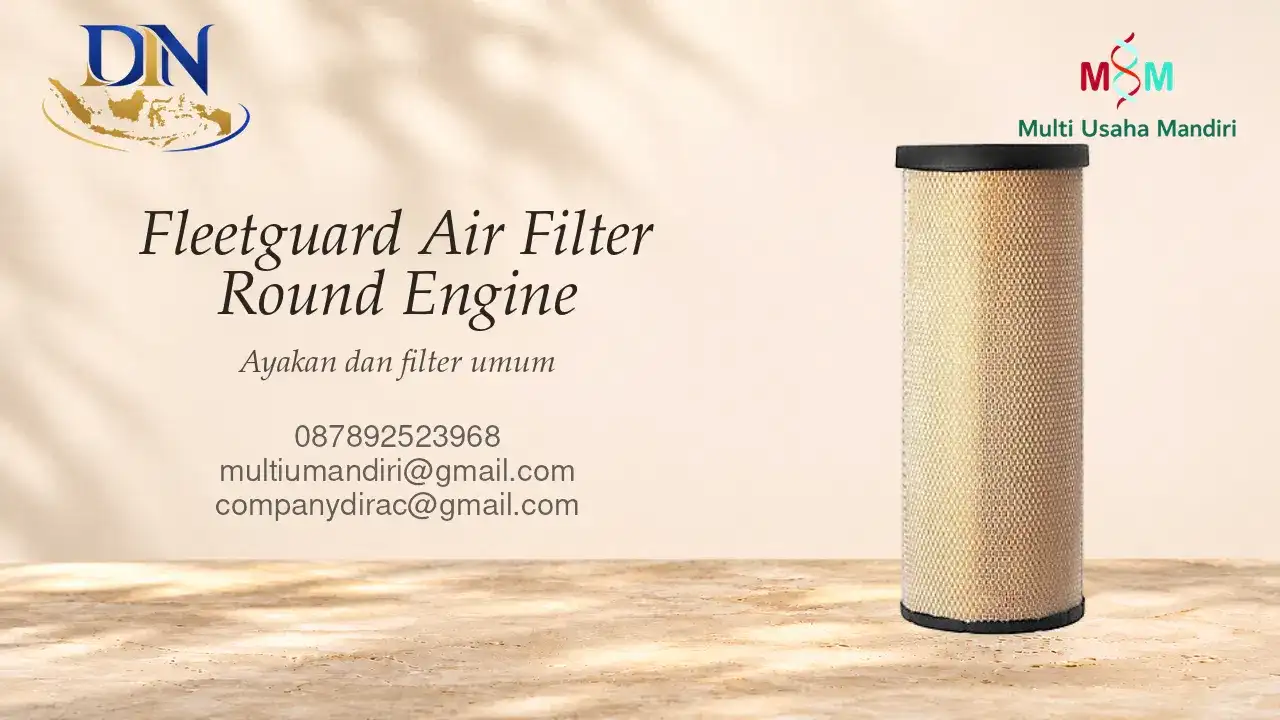 DIN
M M
Multi Usaha Mandiri
Fleetguard Air Filter
Round Engine
Ayakan dan filter umum
087892523968
multiumandiri@gmail.com
companydirac@gmail.com